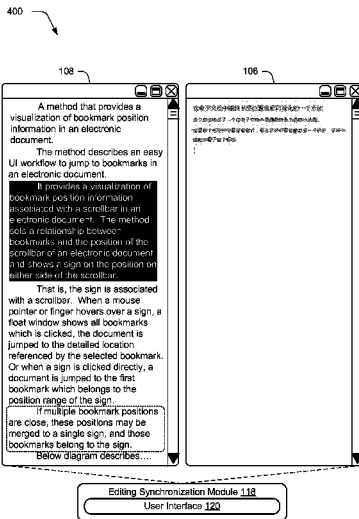 400
108
106
A method that provides a
visualization of bookmark position
information in an electronic
document.
The method describes an easy
UI workflow to jump to bookmarks in
an electronic document.
It provides a visualization of
bookmark position information
associated with a scrollbar in an
electronic document. The method
sets a relationship between
bookmarks and the position of the
scrollbar of an electronic document
and shows a sign on the position on
either side of the scrollbar.
That is, the sign is associated
with a scrollbar. When a mouse
pointer or finger hovers over a sign, a
float window shows all bookmarks
which is clicked, the document is
jumped to the detailed location
referenced by the selected bookmark.
Or when a sign is clicked directly, a
document is jumped to the first
bookmark which belongs to the
position range of the sign.
If multiple bookmark positions
are close, these positions may be
merged to a single sign, and those
bookmarks belong to the sign.
Below diagram describes....
Editing Synchronization Module 118
User Interface 120